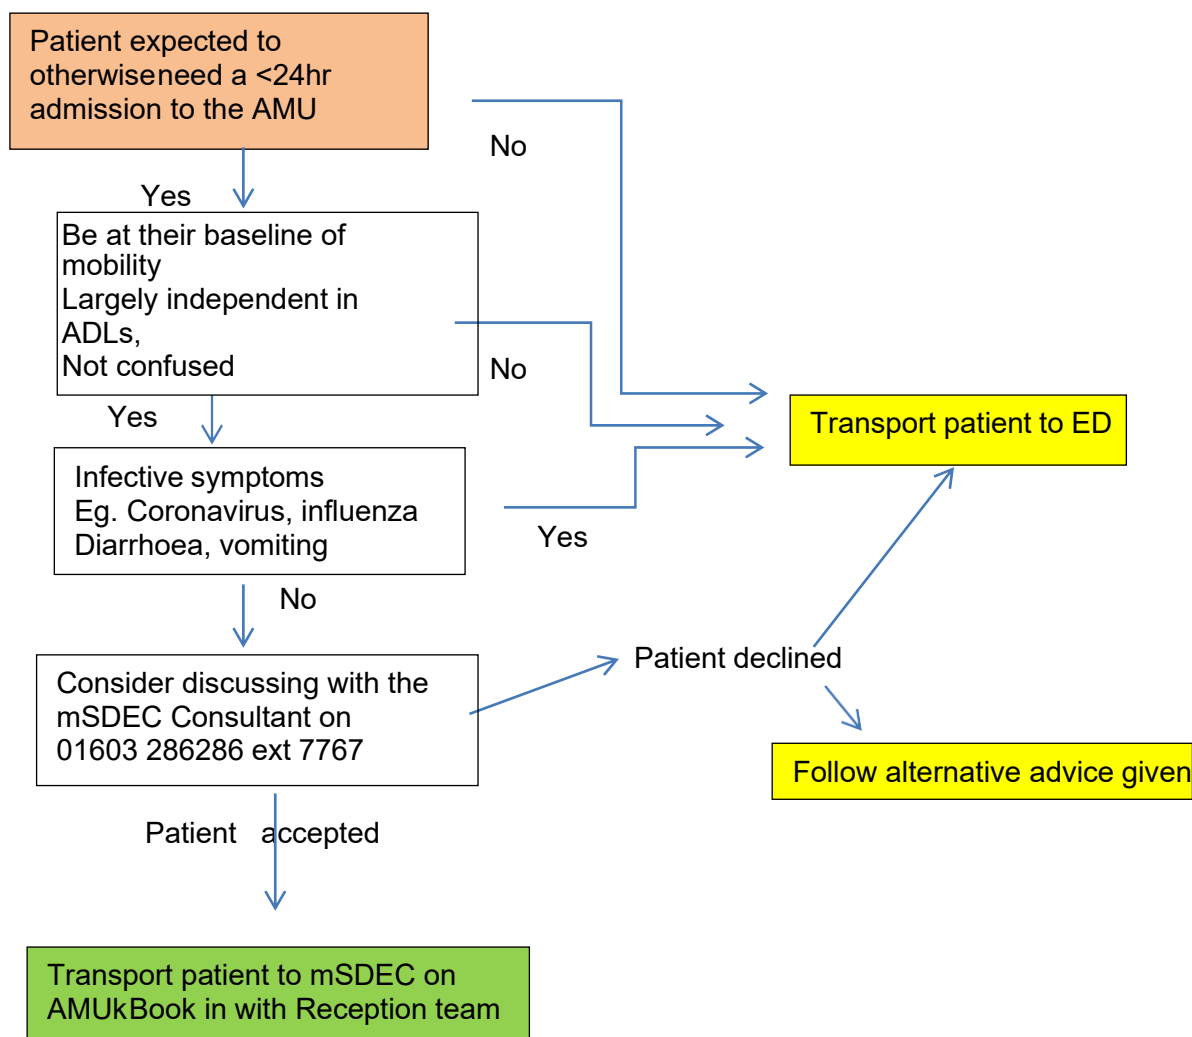 Patient expected to
otherwiseneed a <24hr
admission to the AMU
No
Yes
Be at their baseline of
mobility
Largely independent in
ADLs,
Not confused
No
Yes
Transport patient to ED
Infective symptoms
Eg. Coronavirus, influenza
Diarrhoea, vomiting
Yes
No
Consider discussing with the
mSDEC Consultant on
01603 286286 ext 7767
Patient declined
Follow alternative advice given
Patient accepted
Transport patient to mSDEC on
AMUkBook in with Reception team